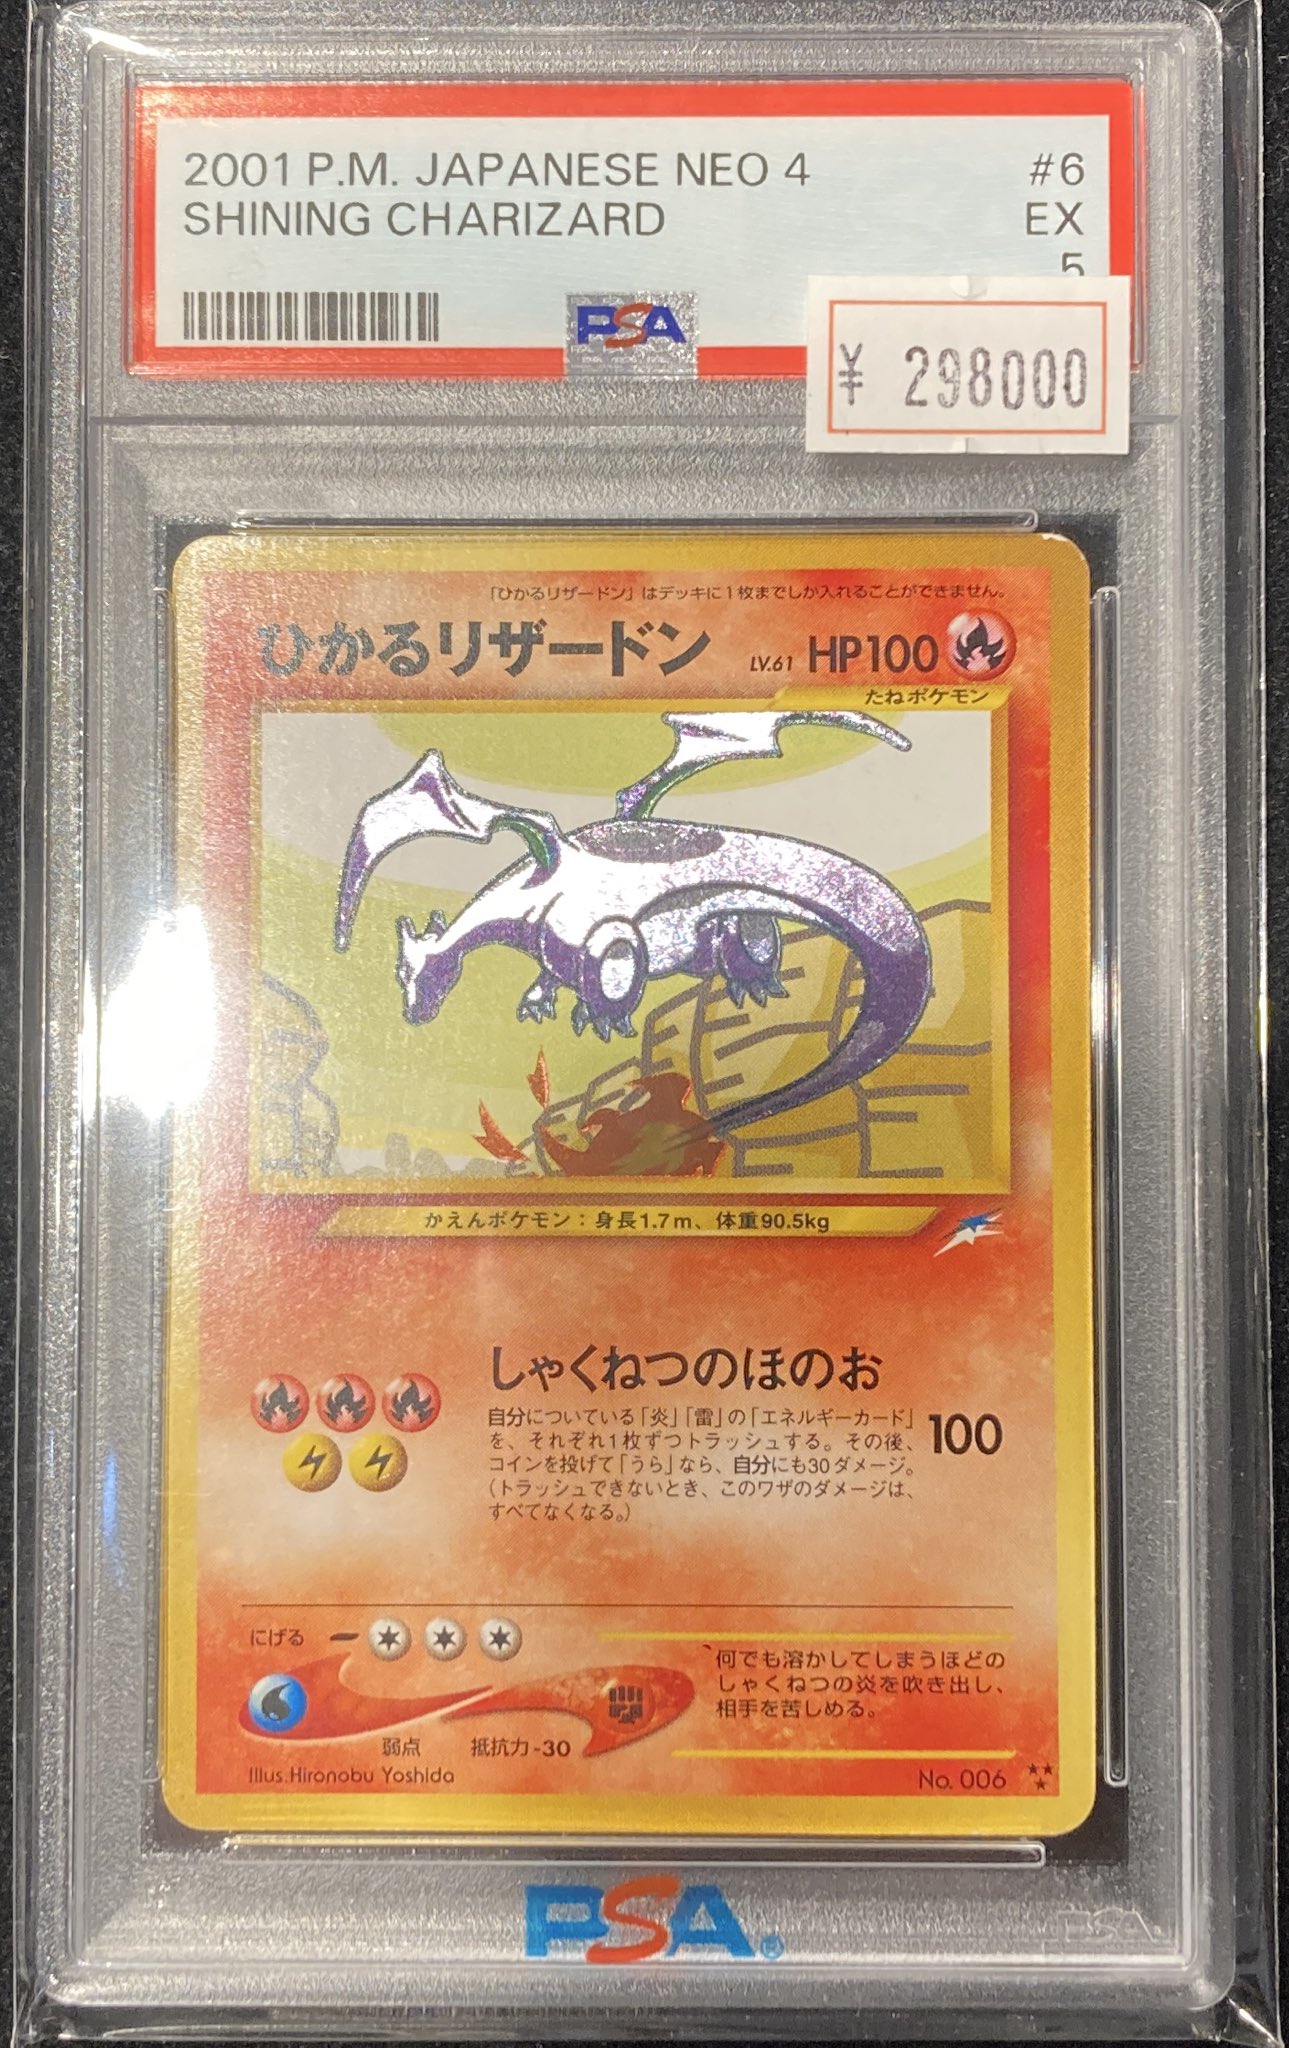 2001 P.M. JAPANESE NEO 4 #6
SHINING CHARIZARD EX
5
PSA
¥ 298000
「ひかるリザードン」はデッキに1枚までしか入れることができません。
ひかるリザードン LV.61 HP100
たねポケモン
かえんポケモン：身長1.7m、体重90.5kg
しゃくねつのほのお
自分についている「炎」「雷」の「エネルギーカード」
を、それぞれ1枚ずつトラッシュする。その後、
コインを投げて「うら」なら、自分にも30ダメージ。
(トラッシュできないとき、このワザのダメージは、
すべてなくなる。)
100
にげる
何でも溶かしてしまうほどの
しゃくねつの炎を吹き出し、
相手を苦しめる。
弱点 抵抗力-30
Illus.Hironobu Yoshida No. 006
PSA®